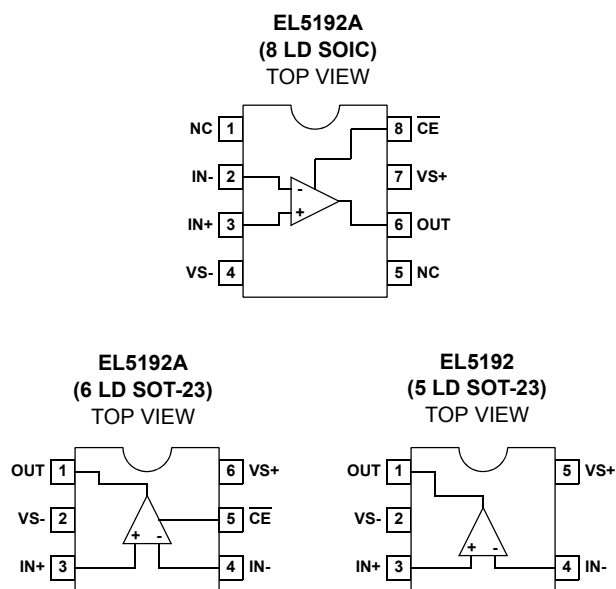 EL5192A
(8 LD SOIC)
TOP VIEW
NC 1 8 CE
IN- 2 - 7 VS+
IN+ 3 + 6 OUT
VS- 4 5 NC
EL5192A
(6 LD SOT-23)
TOP VIEW
OUT 1 6 VS+
VS- 2 5 CE
IN+ 3 + - 4 IN-
EL5192
(5 LD SOT-23)
TOP VIEW
OUT 1 5 VS+
VS- 2
IN+ 3 + - 4 IN-